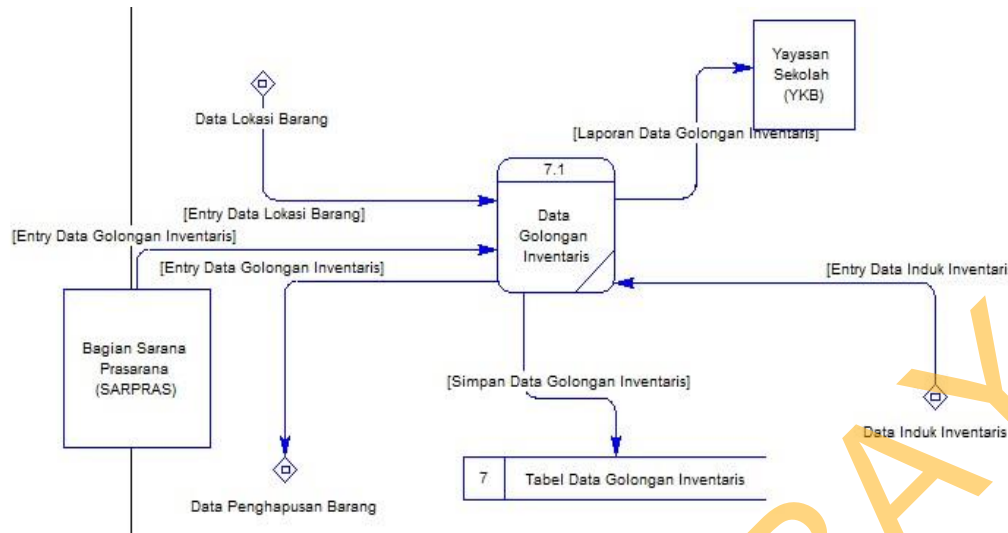 Yayasan
Sekolah
(YKB)
Data Lokasi Barang
[Laporan Data Golongan Inventaris]
7.1
Data
Golongan
Inventaris
[Entry Data Lokasi Barang]
[Entry Data Golongan Inventaris]
[Entry Data Golongan Inventaris]
[Entry Data Induk Inventari
Bagian Sarana
Prasarana
(SARPRAS)
[Simpan Data Golongan Inventaris]
Data Induk Inventaris
7 Tabel Data Golongan Inventaris
Data Penghapusan Barang
RAY